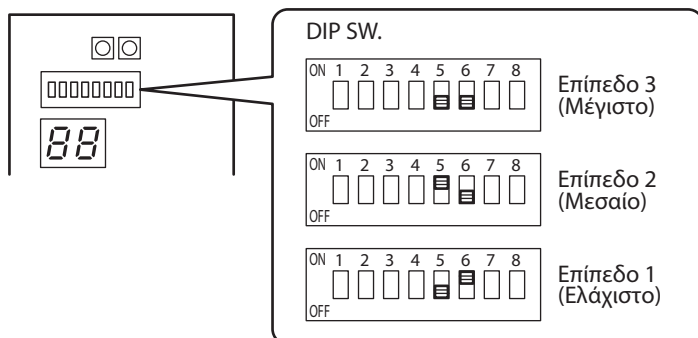 DIP SW.
ON 1 2 3 4 5 6 7 8
OFF
Επίπεδο 3
(Μέγιστο)
88
ON 1 2 3 4 5 6 7 8
OFF
Επίπεδο 2
(Μεσαίο)
ON 1 2 3 4 5 6 7 8
OFF
Επίπεδο 1
(Ελάχιστο)